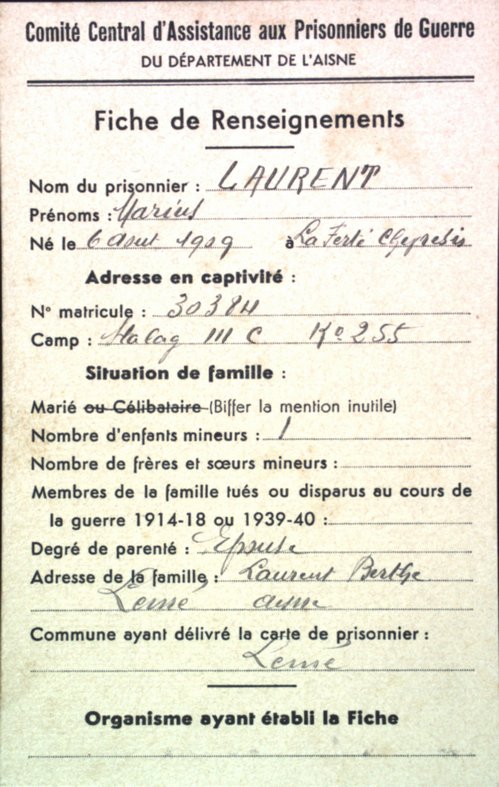 Comité Central d'Assistance aux Prisonniers de Guerre
DU DÉPARTEMENT DE L'AISNE
Fiche de Renseignements
Nom du prisonnier : LAURENT
Prénoms : Marius
Né le 6 Aout 1909 à La Ferté Chevresis
Adresse en captivité :
N° matricule : 30384
Camp : Stalag III C Ko 255
Situation de famille :
Marié ou Célibataire (Biffer la mention inutile)
Nombre d'enfants mineurs : 1
Nombre de frères et sœurs mineurs :
Membres de la famille tués ou disparus au cours de
la guerre 1914-18 ou 1939-40 :
Degré de parenté : Epouse
Adresse de la famille : Laurent Berthe
Lemé Aisne
Commune ayant délivré la carte de prisonnier :
Lemé
Organisme ayant établi la Fiche